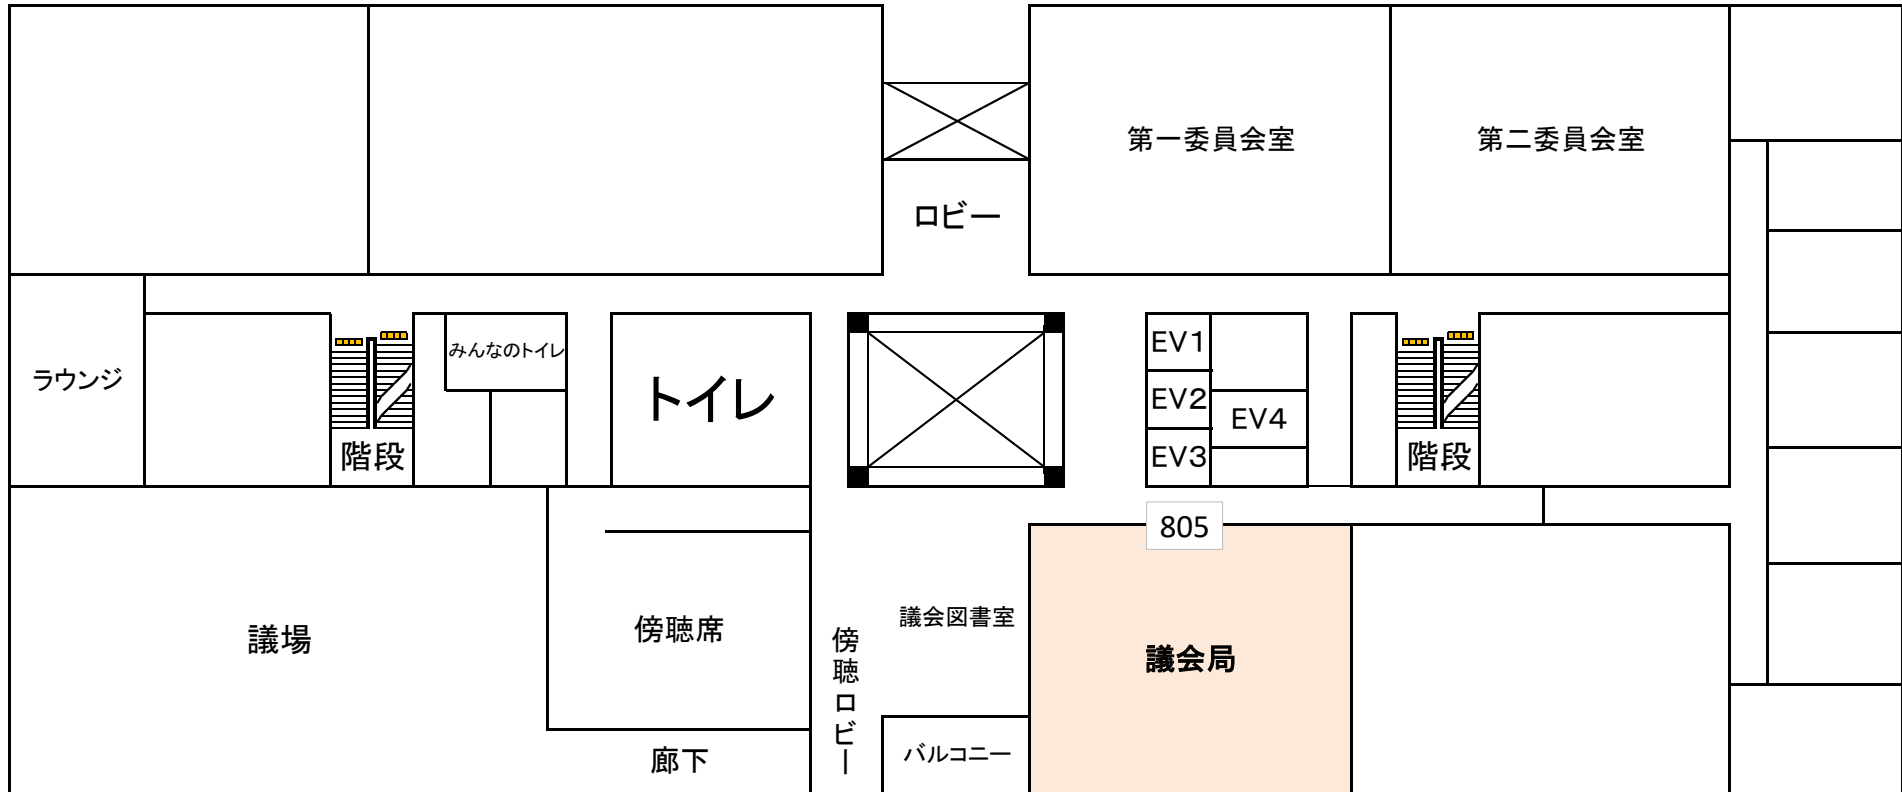 第一委員会室
第二委員会室
ロビー
EV1
みんなのトイレ
ラウンジ
トイレ
EV2
EV4
階段
EV3
階段
805
議会図書室
傍聴席
議場
傍聴ロビー
議会局
バルコニー
廊下